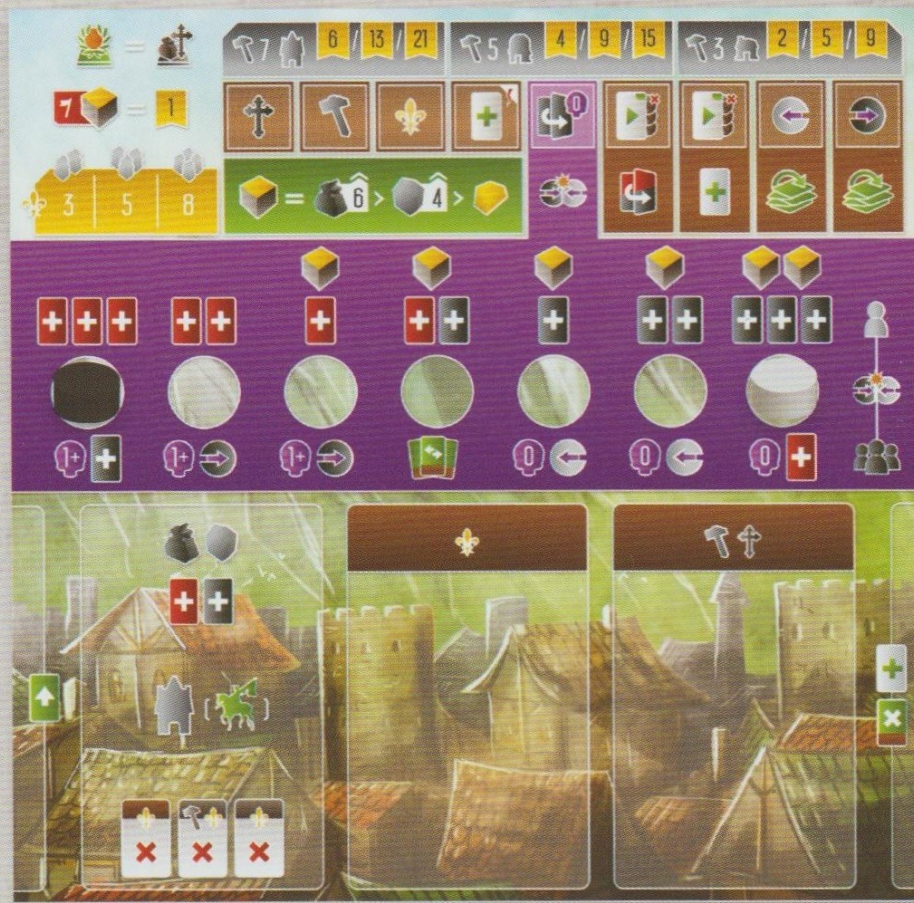 = 7 6 / 13 / 21 5 4 / 9 / 15 3 2 / 5 / 9
7 = 1 0
3 5 8 = 6 > 4 >
+ + + + + + + + + + + + + +
1+ + 1+ 1+ 0 0 0 +
+ +